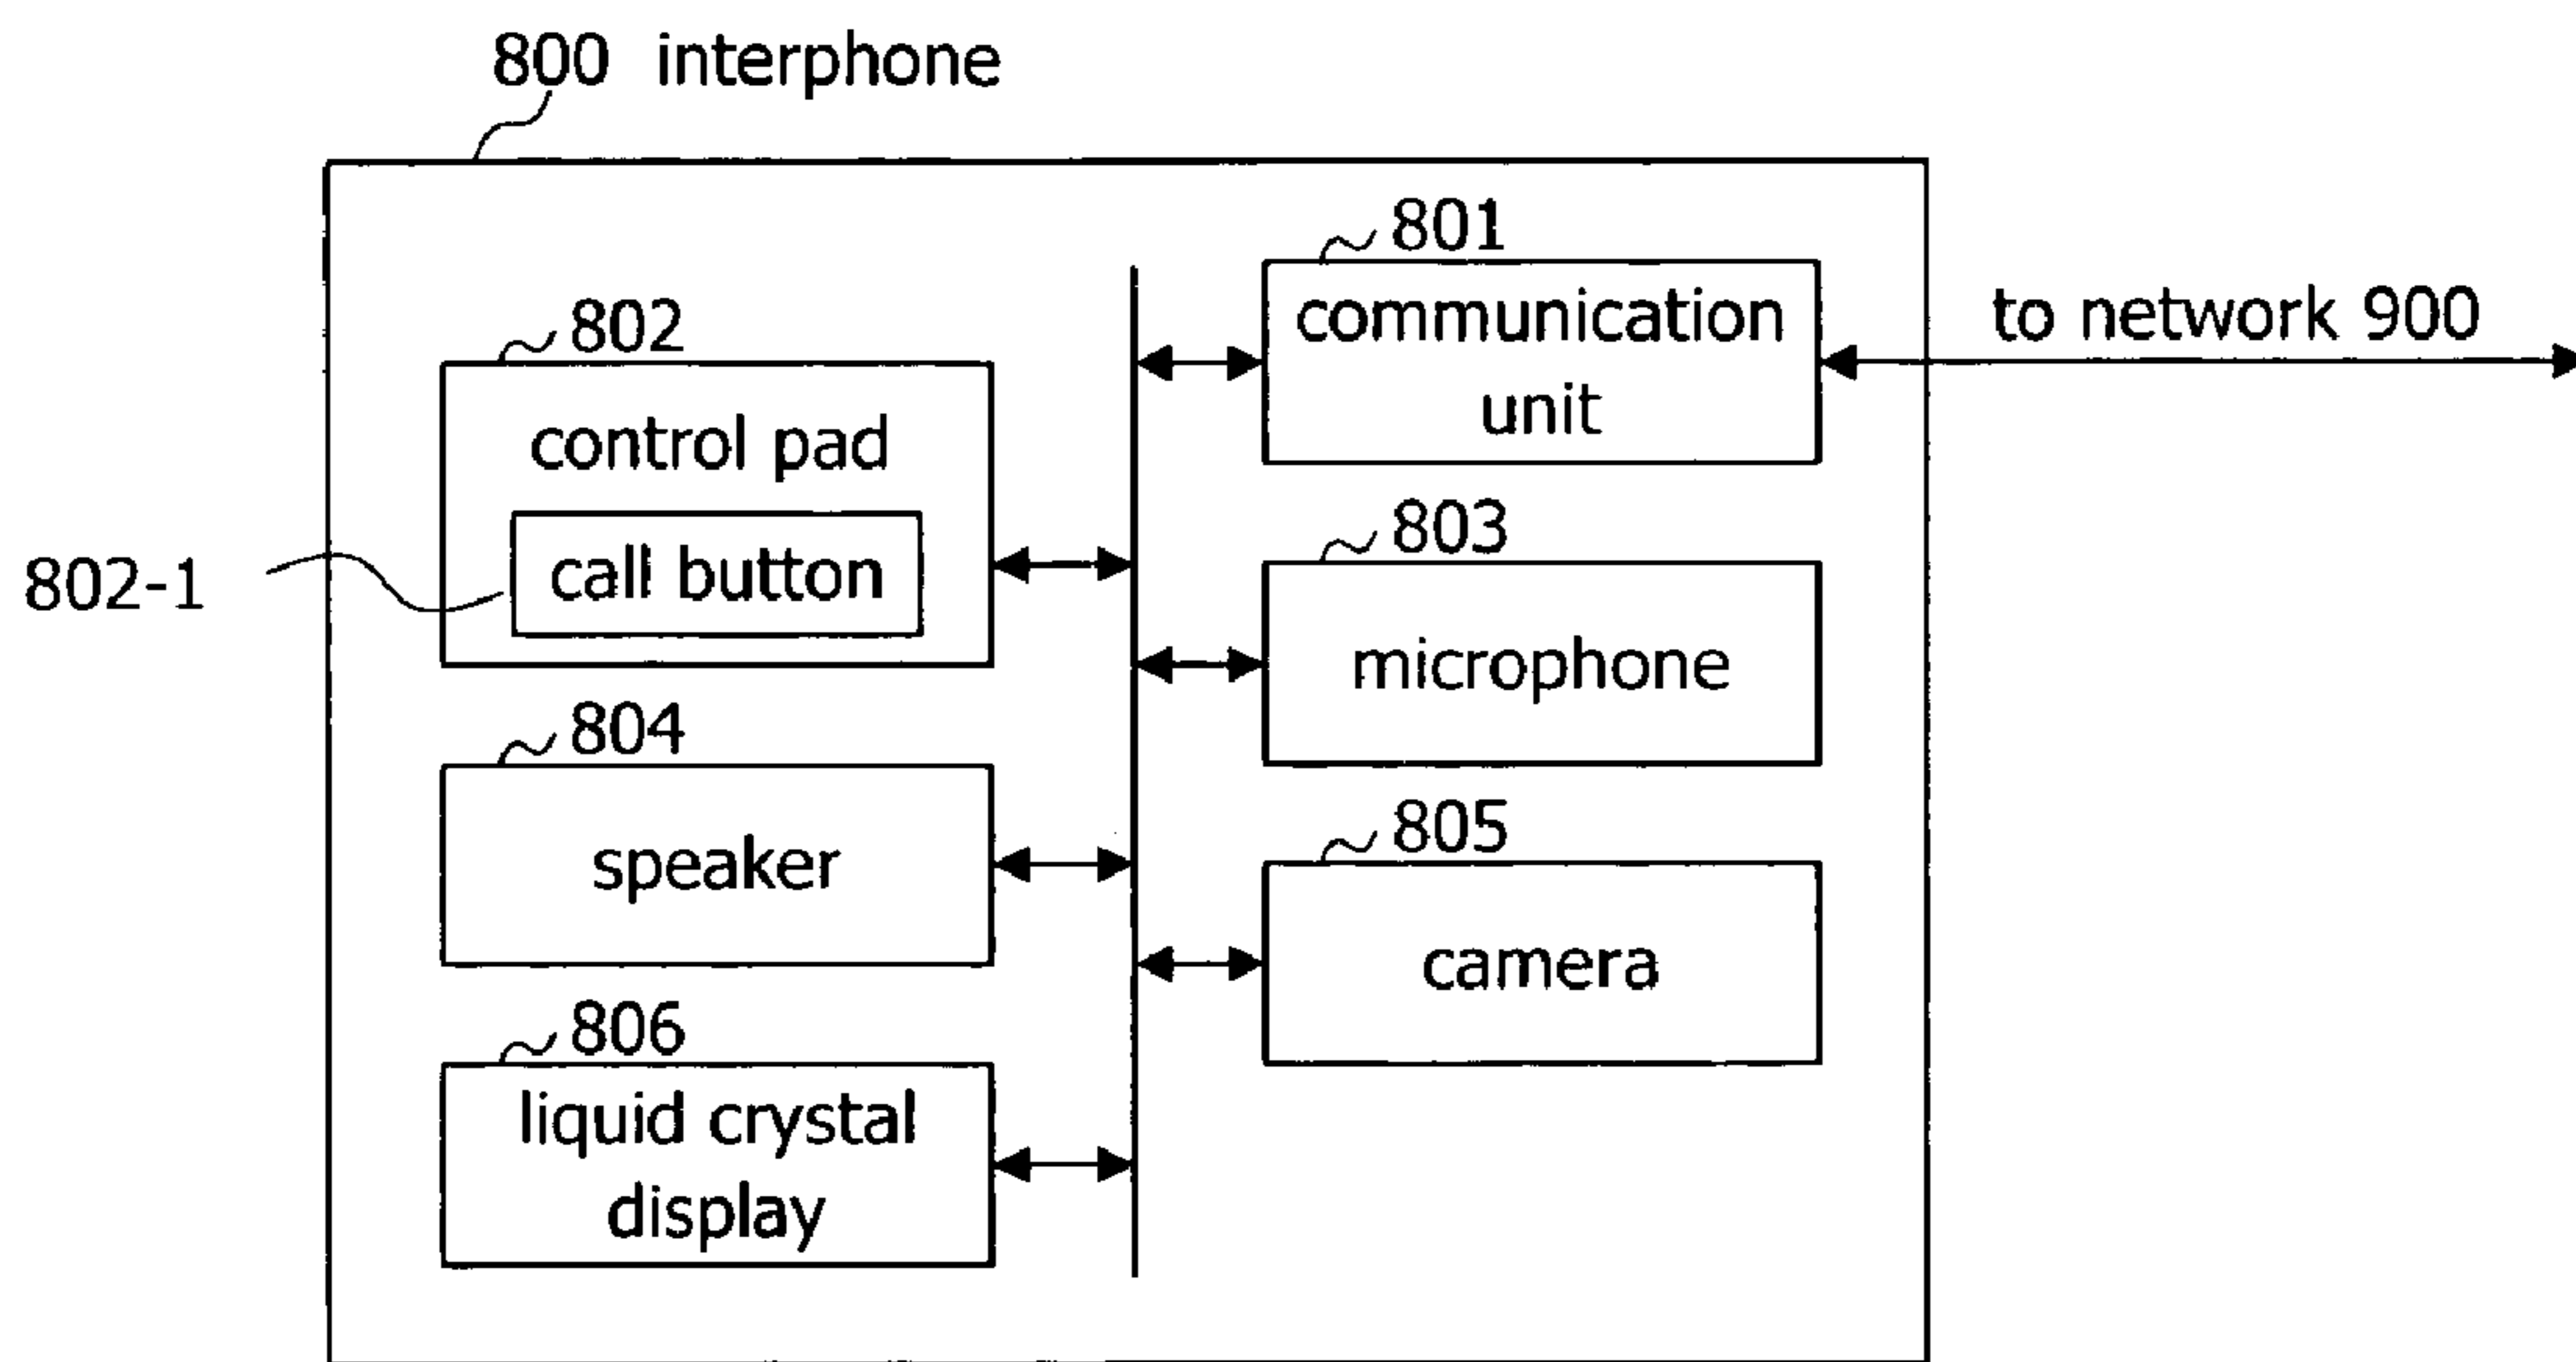 800 interphone
801
communication
unit
to network 900
802
control pad
call button
802-1
803
microphone
804
speaker
805
camera
806
liquid crystal
display